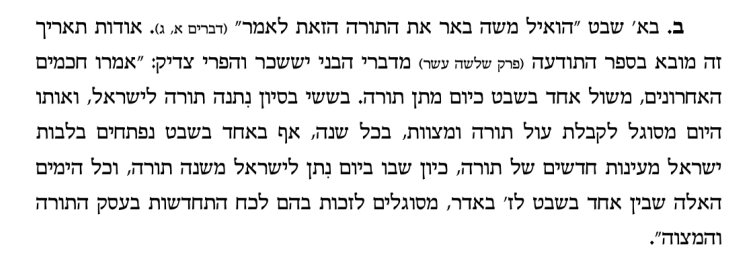 ב. בא' שבט "הואיל משה באר את התורה הזאת לאמר" (דברים א, ג). אודות תאריך
זה מובא בספר התודעה (פרק שלשה עשר) מדברי הבני יששכר והפרי צדיק: "אמרו חכמים
האחרונים, משול אחד בשבט כיום מתן תורה. בששי בסיון נִתנה תורה לישראל, ואותו
היום מסוגל לקבלת עול תורה ומצוות, בכל שנה, אף באחד בשבט נפתחים בלבות
ישראל מעינות חדשים של תורה, כיון שבו ביום נִתן לישראל משנה תורה, וכל הימים
האלה שבין אחד בשבט לז' באדר, מסוגלים לזכות בהם לכח התחדשות בעסק התורה
והמצוה".